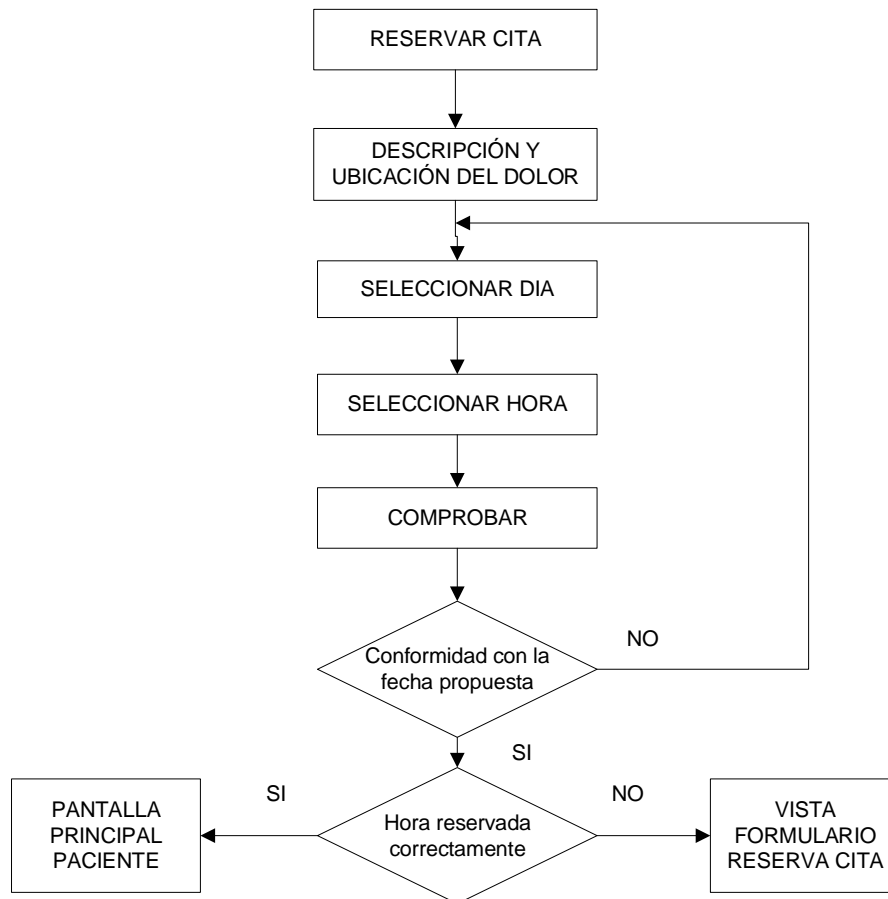 RESERVAR CITA
DESCRIPCIÓN Y
UBICACIÓN DEL DOLOR
SELECCIONAR DIA
SELECCIONAR HORA
COMPROBAR
Conformidad con la
fecha propuesta
NO
SI
SI
NO
PANTALLA
PRINCIPAL
PACIENTE
Hora reservada
correctamente
VISTA
FORMULARIO
RESERVA CITA